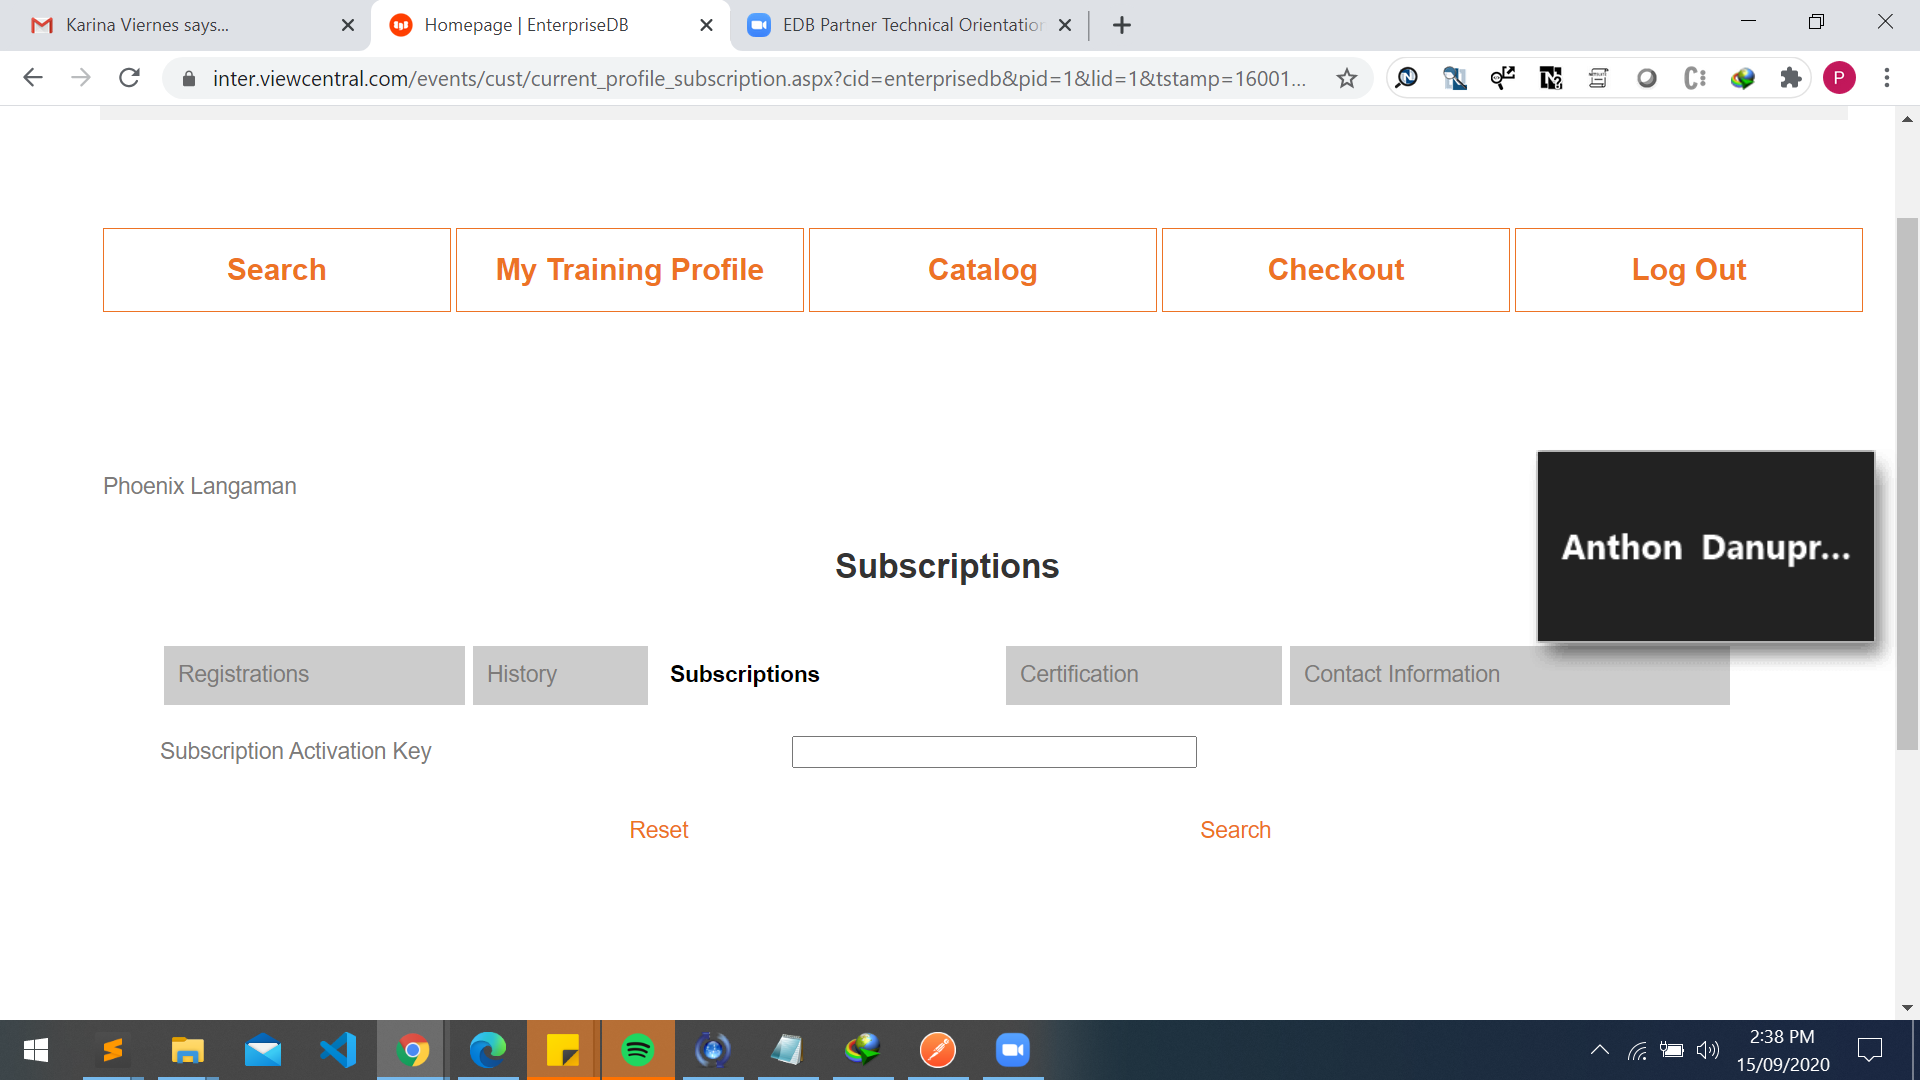 Karina Viernes says...
Homepage | EnterpriseDB
EDB Partner Technical Orientation
inter.viewcentral.com/events/cust/current_profile_subscription.aspx?cid=enterprisedb&pid=1&lid=1&tstamp=16001...
P
Search
My Training Profile
Catalog
Checkout
Log Out
Phoenix Langaman
Anthon Danupr...
Subscriptions
Registrations
History
Subscriptions
Certification
Contact Information
Subscription Activation Key
Reset
Search
2:38 PM
15/09/2020